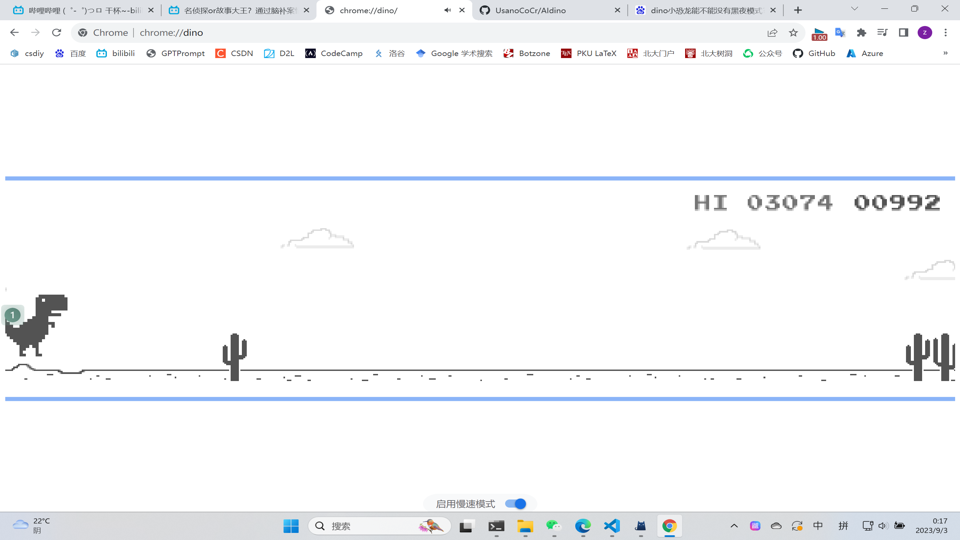 哔哩哔哩 (゜-゜)つロ 干杯~-bili
名侦探or故事大王？通过脑补案
chrome://dino/
UsanoCoCr/AIdino
dino小恐龙能不能没有黑夜模式
Chrome | chrome://dino
1.00
z
csdiy
百度
bilibili
GPTPrompt
CSDN
D2L
CodeCamp
洛谷
Google 学术搜索
Botzone
PKU LaTeX
北大门户
北大树洞
公众号
GitHub
Azure
»
HI 03074 00992
1
启用慢速模式
22°C
阴
搜索
中
拼
0:17
2023/9/3